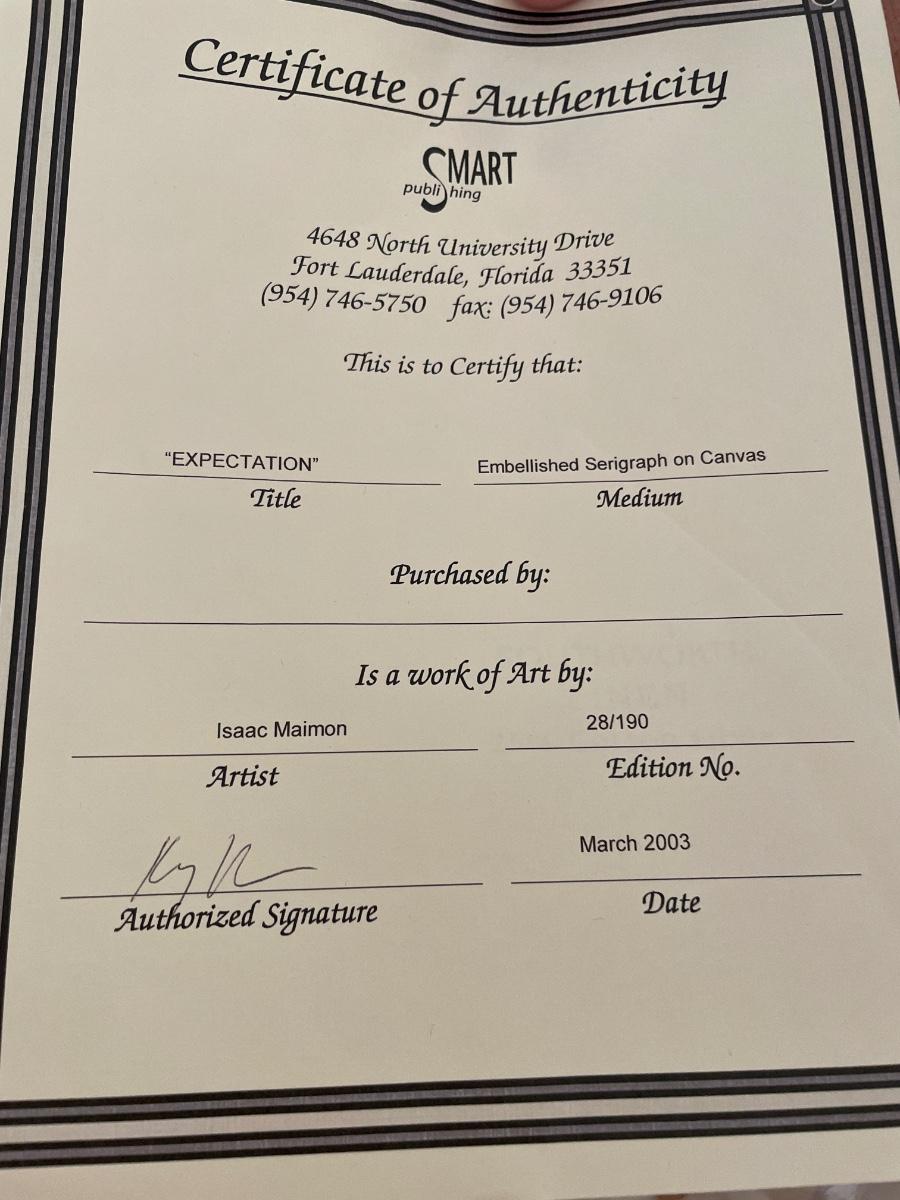 Certificate of Authenticity
SMART
publishing
4648 North University Drive
Fort Lauderdale, Florida 33351
(954) 746-5750 fax: (954) 746-9106
This is to Certify that:
"EXPECTATION" Embellished Serigraph on Canvas
Title Medium
Purchased by:
Is a work of Art by:
Isaac Maimon 28/190
Artist Edition No.
March 2003
Authorized Signature Date